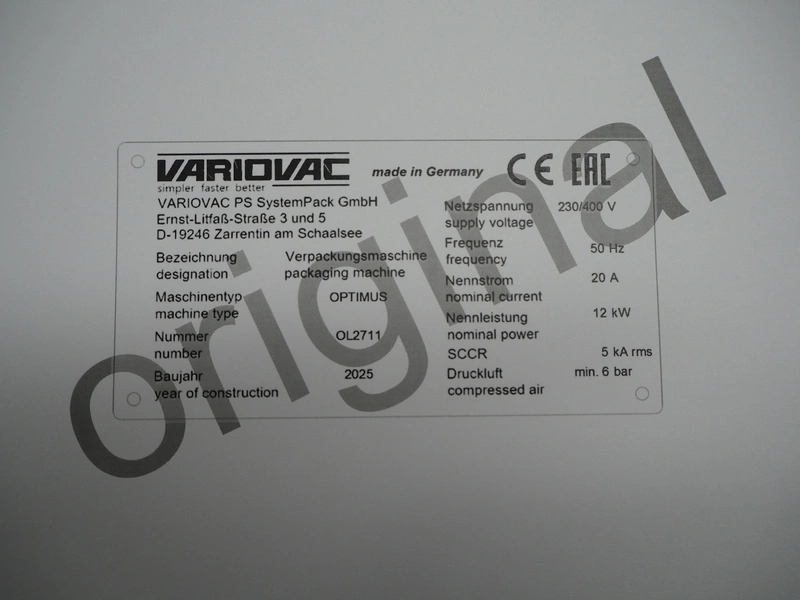 VARIOVAC made in Germany CE EAC
simpler faster better
VARIOVAC PS SystemPack GmbH
Ernst-Litfaß-Straße 3 und 5
D-19246 Zarrentin am Schaalsee
Bezeichnung Verpackungsmaschine
designation packaging machine
Maschinentyp OPTIMUS
machine type
Nummer OL2711
number
Baujahr 2025
year of construction
Netzspannung 230/400 V
supply voltage
Frequenz 50 Hz
frequency
Nennstrom 20 A
nominal current
Nennleistung 12 kW
nominal power
SCCR 5 kA rms
Druckluft min. 6 bar
compressed air
original